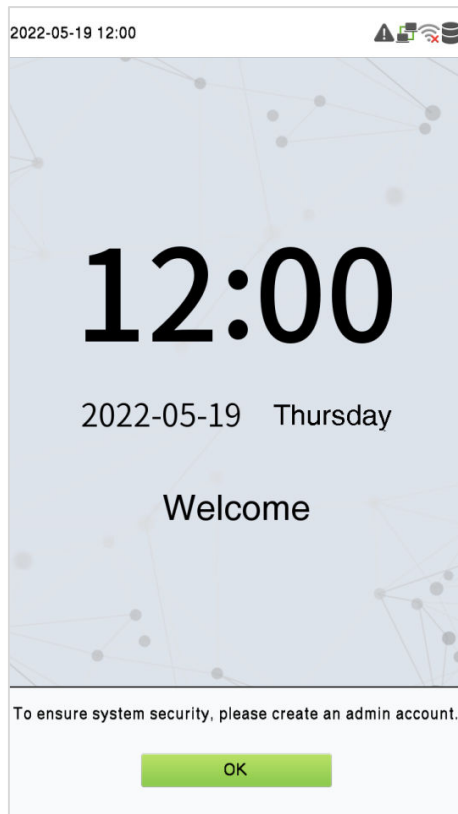 2022-05-19 12:00
12:00
2022-05-19 Thursday
Welcome
To ensure system security, please create an admin account.
OK